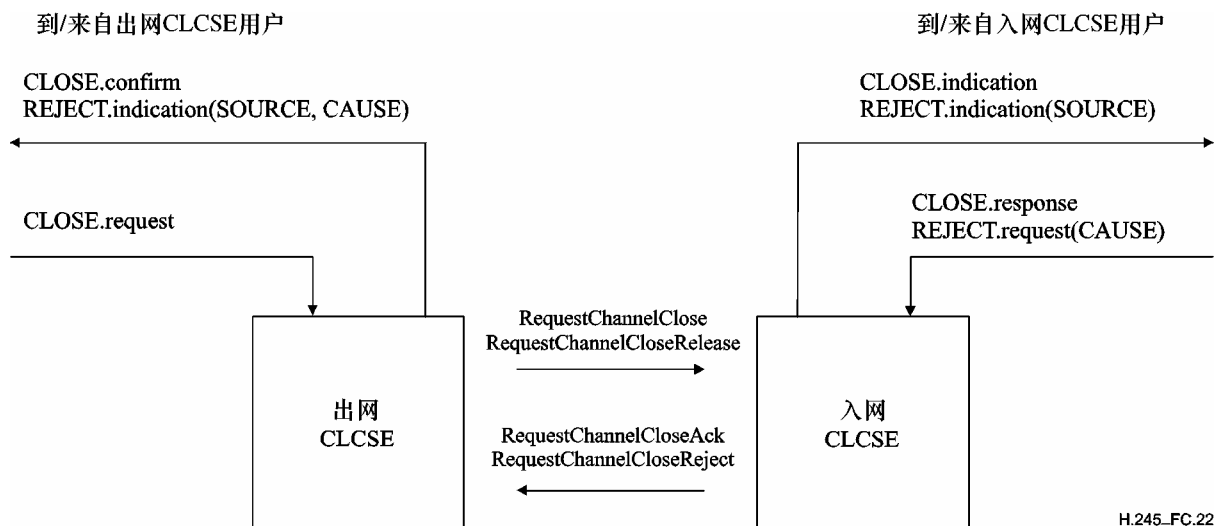 到/来自出网CLCSE用户
到/来自入网CLCSE用户
CLOSE.confirm
REJECT.indication(SOURCE, CAUSE)
CLOSE.indication
REJECT.indication(SOURCE)
CLOSE.request
CLOSE.response
REJECT.request(CAUSE)
RequestChannelClose
RequestChannelCloseRelease
出网
CLCSE
RequestChannelCloseAck
RequestChannelCloseReject
入网
CLCSE
H.245_FC.22